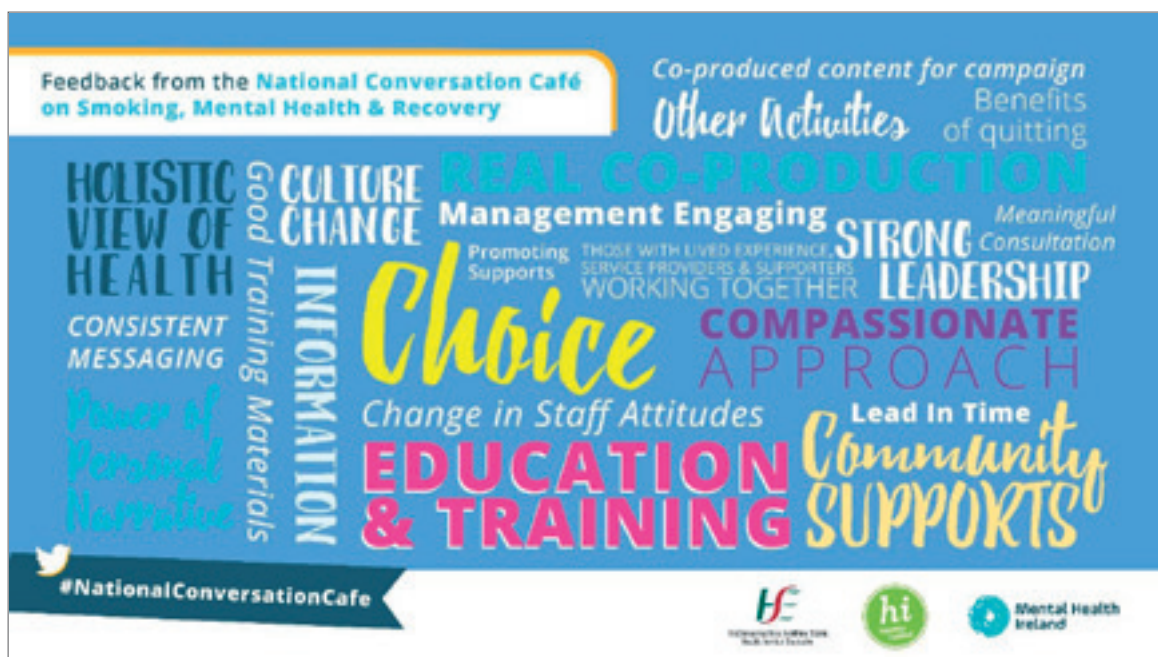 Feedback from the National Conversation Café
on Smoking, Mental Health & Recovery
Co-produced content for campaign
Other Activities
Benefits
of quitting
HOLISTIC
VIEW OF
HEALTH
Good Training Materials
CULTURE
CHANGE
REAL CO-PRODUCTION
Management Engaging
STRONG
LEADERSHIP
Meaningful
Consultation
Promoting
Supports
THOSE WITH LIVED EXPERIENCE,
SERVICE PROVIDERS & SUPPORTERS
WORKING TOGETHER
INFORMATION
Choice
COMPASSIONATE
APPROACH
CONSISTENT
MESSAGING
Power of
Personal
Narrative
Change in Staff Attitudes
Lead In Time
EDUCATION
& TRAINING
Community
SUPPORTS
#NationalConversationCafe
HE
hi
Mental Health
Ireland